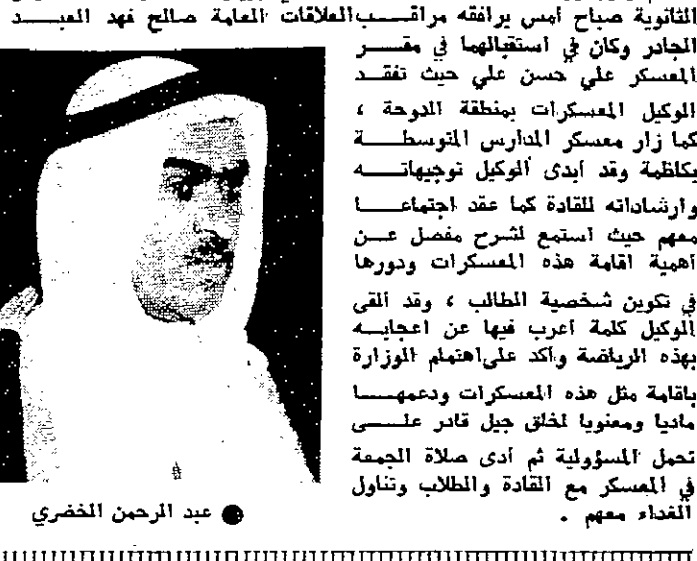 الثانوية صباح امس يرافقه مراقب العلاقات العامة صالح فهد العبد
الجادر وكان في استقبالهما في مقر
المعسكر علي حسن علي حيث تفقد
الوكيل المعسكرات بمنطقة الدوحة ،
كما زار معسكر المدارس المتوسطة
بكاظمة وقد أبدى الوكيل توجيهاته
وارشاداته للقادة كما عقد اجتماعا
معهم حيث استمع لشرح مفصل عن
أهمية اقامة هذه المعسكرات ودورها
في تكوين شخصية الطالب ، وقد القى
الوكيل كلمة أعرب فيها عن اعجابه
بهذه الرياضة وأكد على اهتمام الوزارة
باقامة مثل هذه المعسكرات ودعمها
ماديا ومعنويا لخلق جيل قادر على
تحمل المسؤولية ثم أدى صلاة الجمعة
في المعسكر مع القادة والطلاب وتناول
الغداء معهم .
● عبد الرحمن الخضري